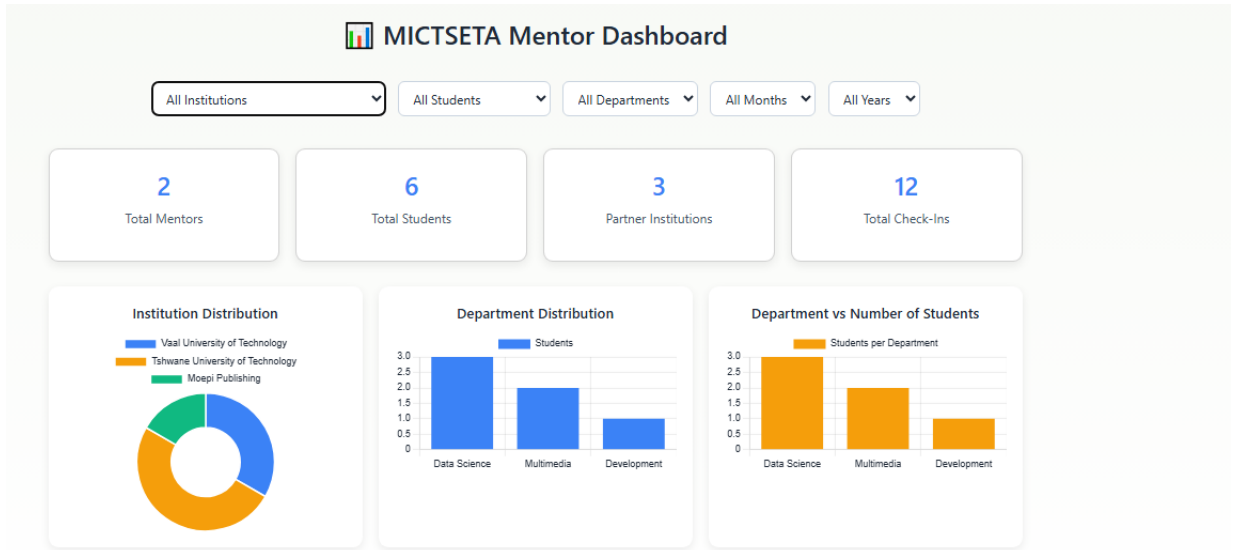 MICTSETA Mentor Dashboard
All Institutions
All Students
All Departments
All Months
All Years
2
Total Mentors
6
Total Students
3
Partner Institutions
12
Total Check-Ins
Institution Distribution
Vaal University of Technology
Tshwane University of Technology
Moepi Publishing
Department Distribution
Students
3.0
2.5
2.0
1.5
1.0
0.5
0
Data Science
Multimedia
Development
Department vs Number of Students
Students per Department
3.0
2.5
2.0
1.5
1.0
0.5
0
Data Science
Multimedia
Development